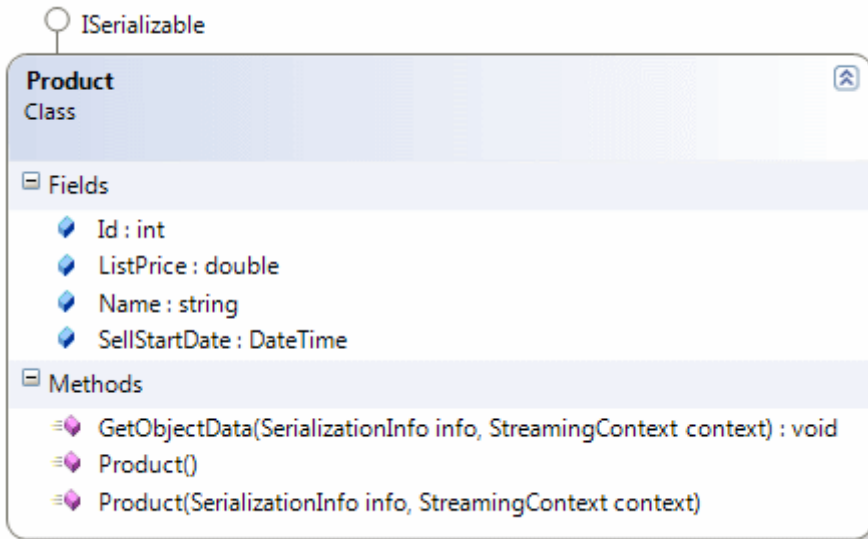 ISerializable
Product
Class
Fields
Id : int
ListPrice : double
Name : string
SellStartDate : DateTime
Methods
GetObjectData(SerializationInfo info, StreamingContext context) : void
Product()
Product(SerializationInfo info, StreamingContext context)